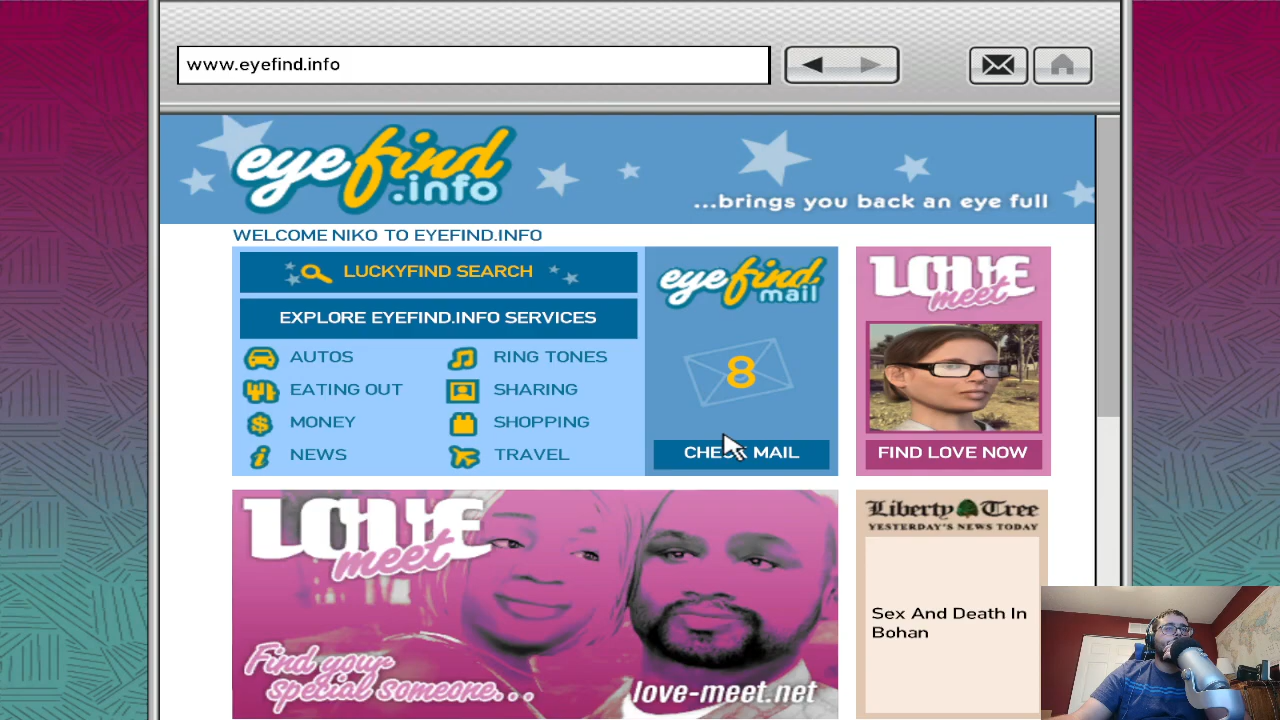 www.eyefind.info
eyefind
.info
...brings you back an eye full
WELCOME NIKO TO EYEFIND.INFO
LUCKYFIND SEARCH
EXPLORE EYEFIND.INFO SERVICES
AUTOS
RING TONES
EATING OUT
SHARING
MONEY
SHOPPING
NEWS
TRAVEL
eyefind
mail
8
CHECK MAIL
LOVE
meet
FIND LOVE NOW
LOVE
meet
Find your
special someone...
love-meet.net
Liberty Tree
YESTERDAY'S NEWS TODAY
Sex And Death In
Bohan